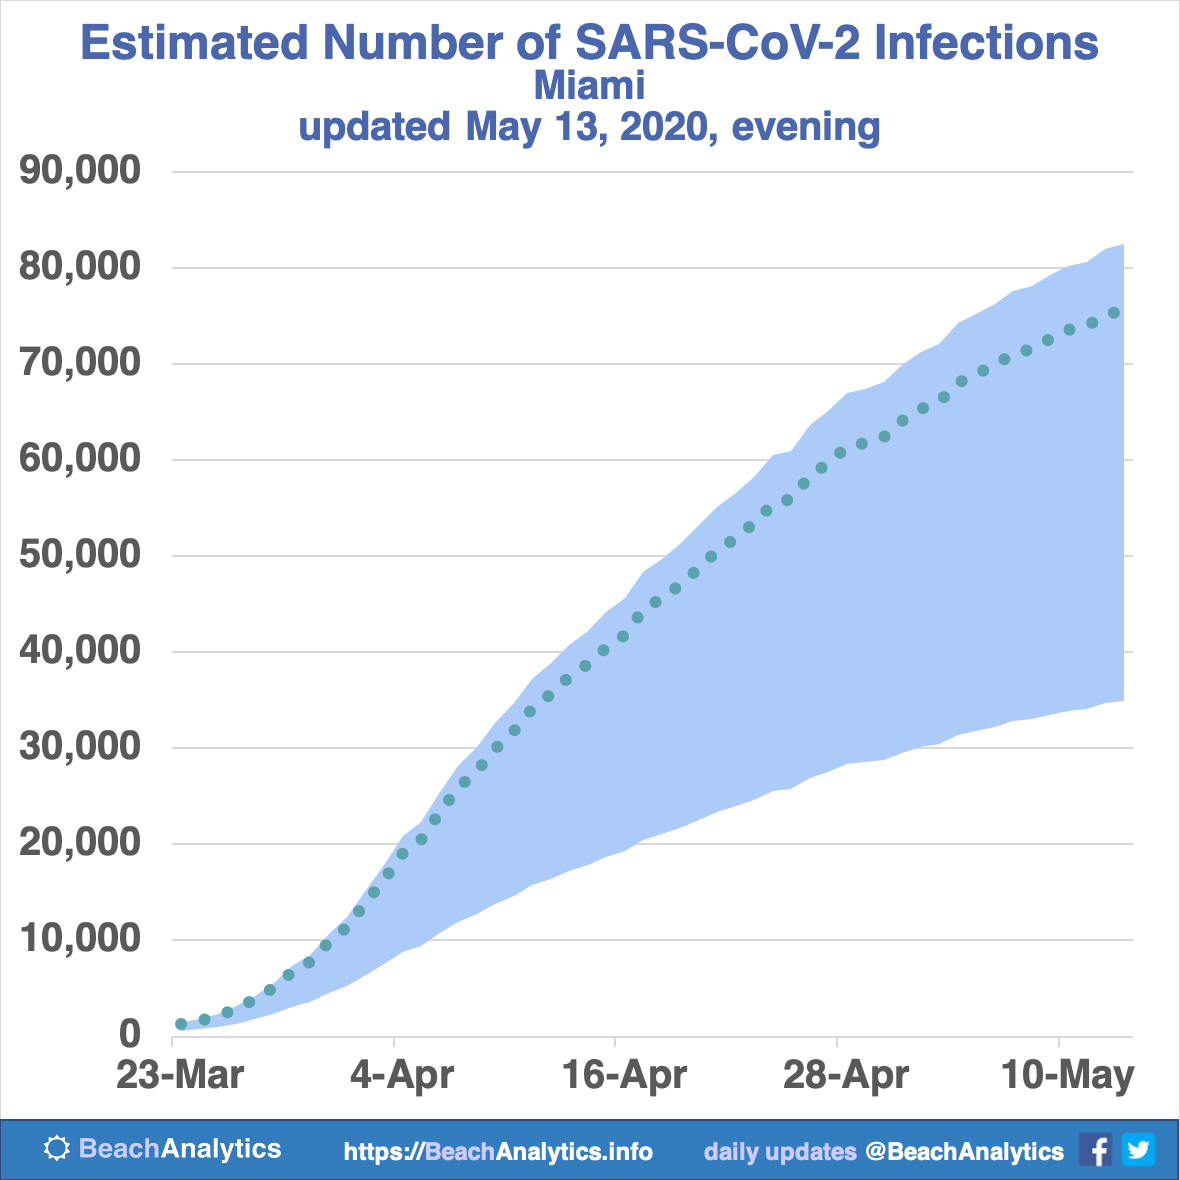 Estimated Number of SARS-CoV-2 Infections
Miami
updated May 13, 2020, evening
90,000
80,000
70,000
60,000
50,000
40,000
30,000
20,000
10,000
0
23-Mar 4-Apr 16-Apr 28-Apr 10-May
BeachAnalytics https://BeachAnalytics.info daily updates @BeachAnalytics